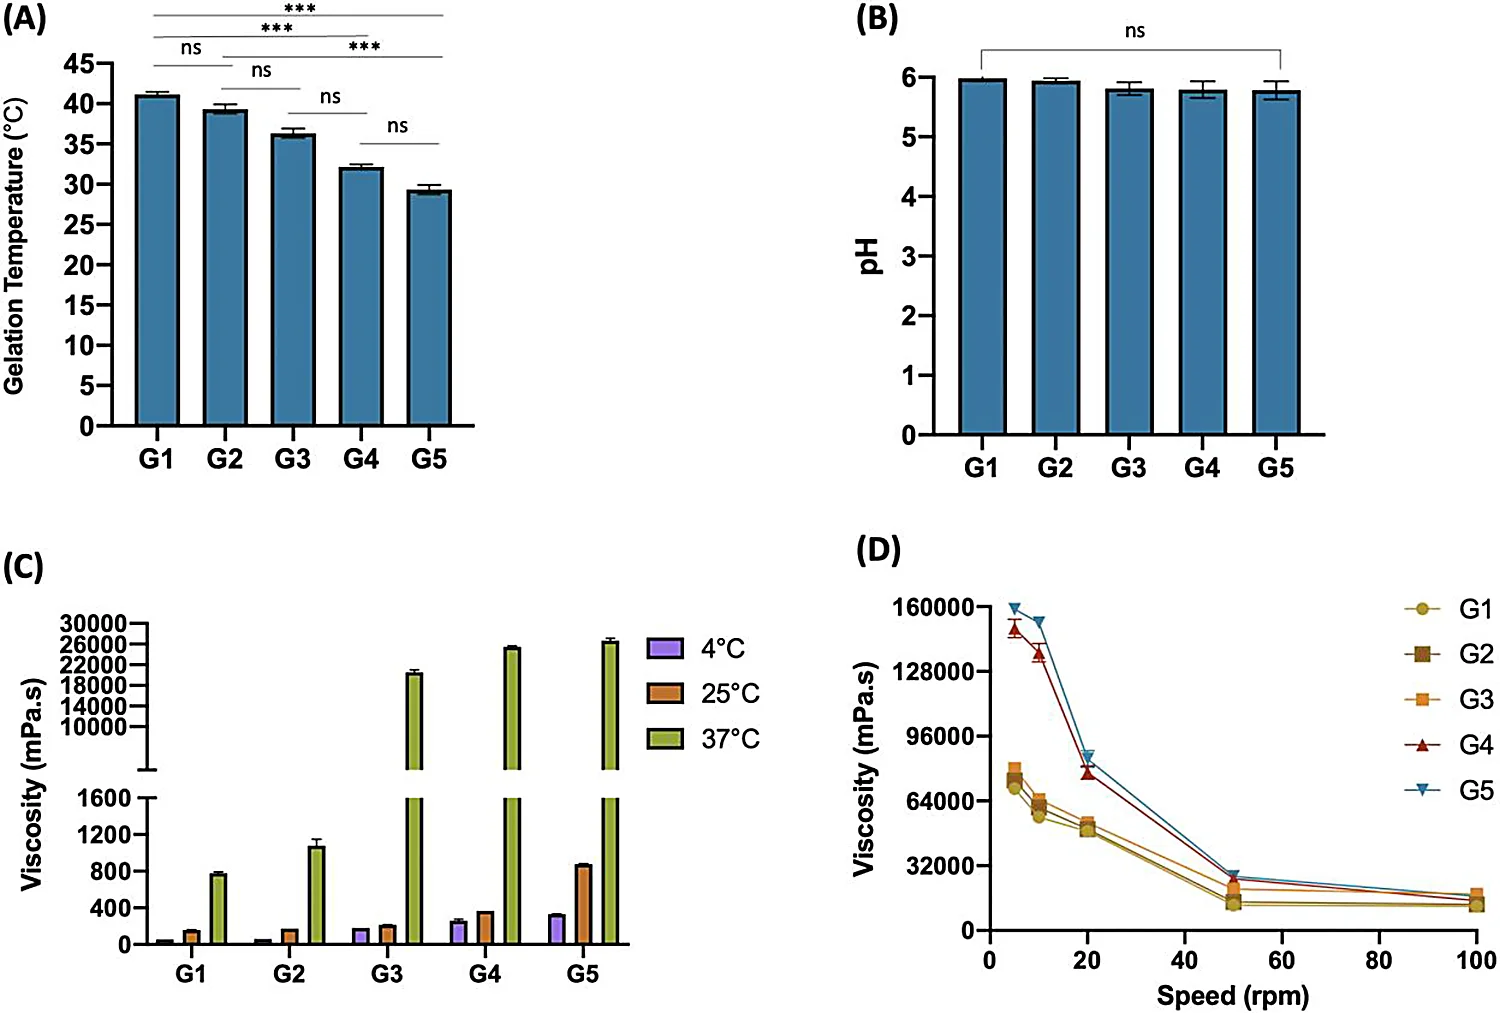 (A)
***
***
ns
***
ns
ns
ns
Gelation Temperature (°C)
45
40
35
30
25
20
15
10
5
0
G1 G2 G3 G4 G5
(B)
ns
pH
6
5
4
3
2
1
0
G1 G2 G3 G4 G5
(C)
Viscosity (mPa.s)
30000
26000
22000
18000
14000
10000
1600
1200
800
400
0
G1 G2 G3 G4 G5
4°C
25°C
37°C
(D)
Viscosity (mPa.s)
160000
128000
96000
64000
32000
0
0 20 40 60 80 100
Speed (rpm)
G1
G2
G3
G4
G5